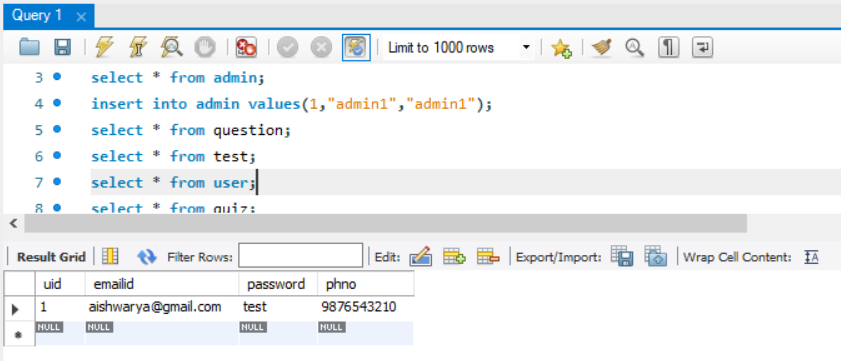 Query 1
Limit to 1000 rows
3 select * from admin;
4 insert into admin values(1,"admin1","admin1");
5 select * from question;
6 select * from test;
7 select * from user;
8 select * from quiz;
Result Grid Filter Rows: Edit: Export/Import: Wrap Cell Content:
uid emailid password phno
1 aishwarya@gmail.com test 9876543210
NULL NULL NULL NULL